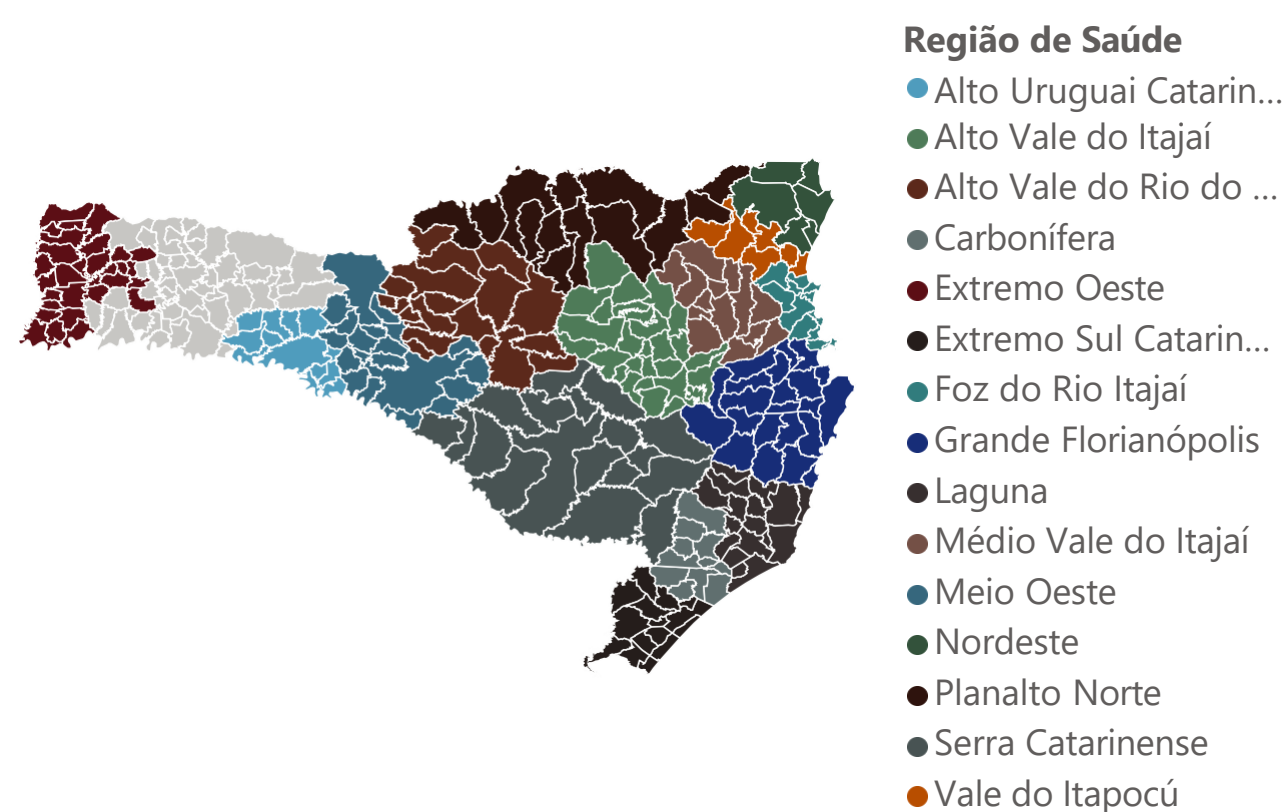 Região de Saúde
Alto Uruguai Catarin...
Alto Vale do Itajaí
Alto Vale do Rio do ...
Carbonífera
Extremo Oeste
Extremo Sul Catarin...
Foz do Rio Itajaí
Grande Florianópolis
Laguna
Médio Vale do Itajaí
Meio Oeste
Nordeste
Planalto Norte
Serra Catarinense
Vale do Itapocú